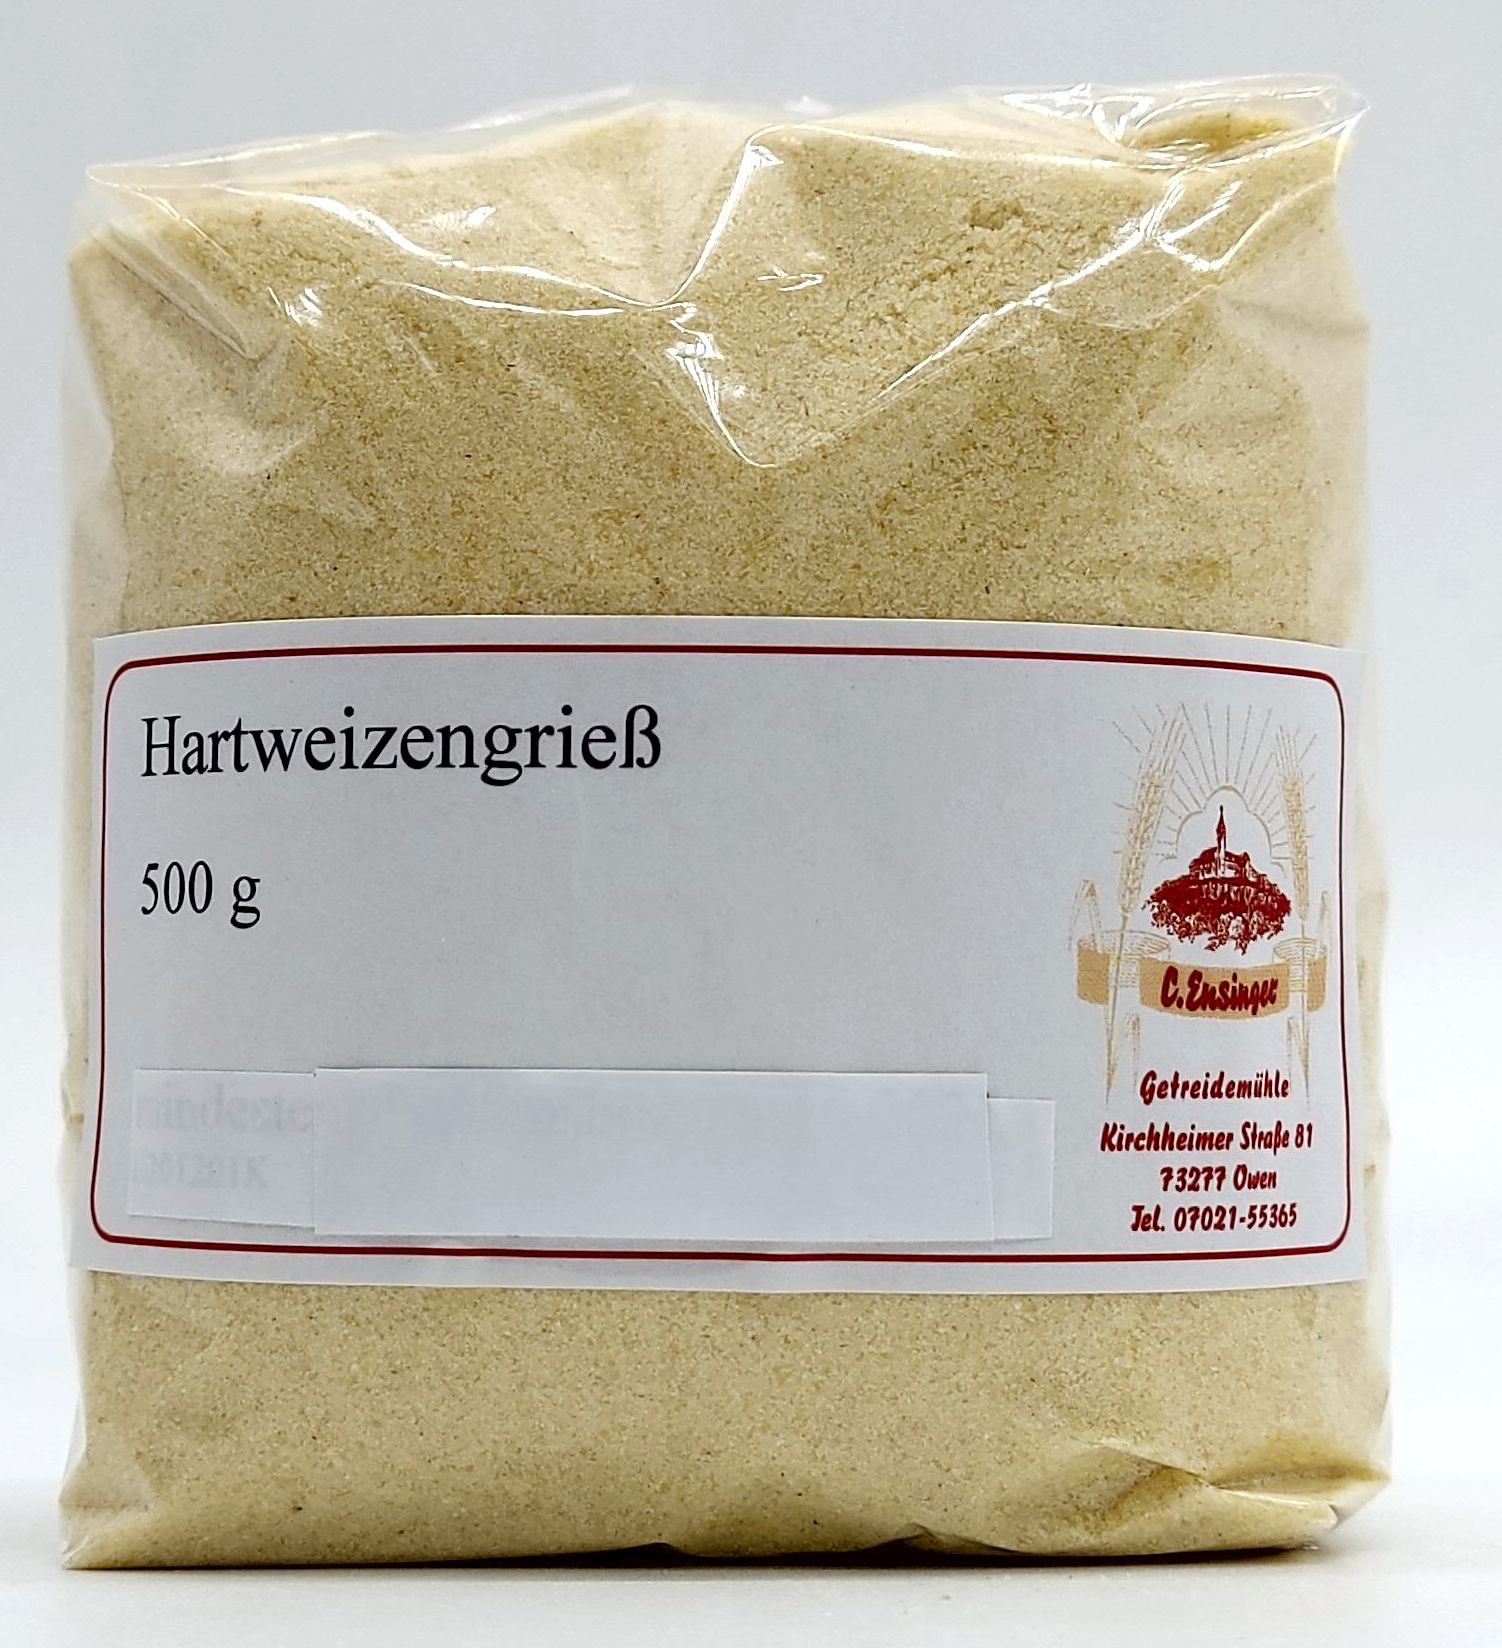 Hartweizengrieß
500 g
C. Ensinger
Getreidemühle
Kirchheimer Straße 81
73277 Owen
Tel. 07021-55365